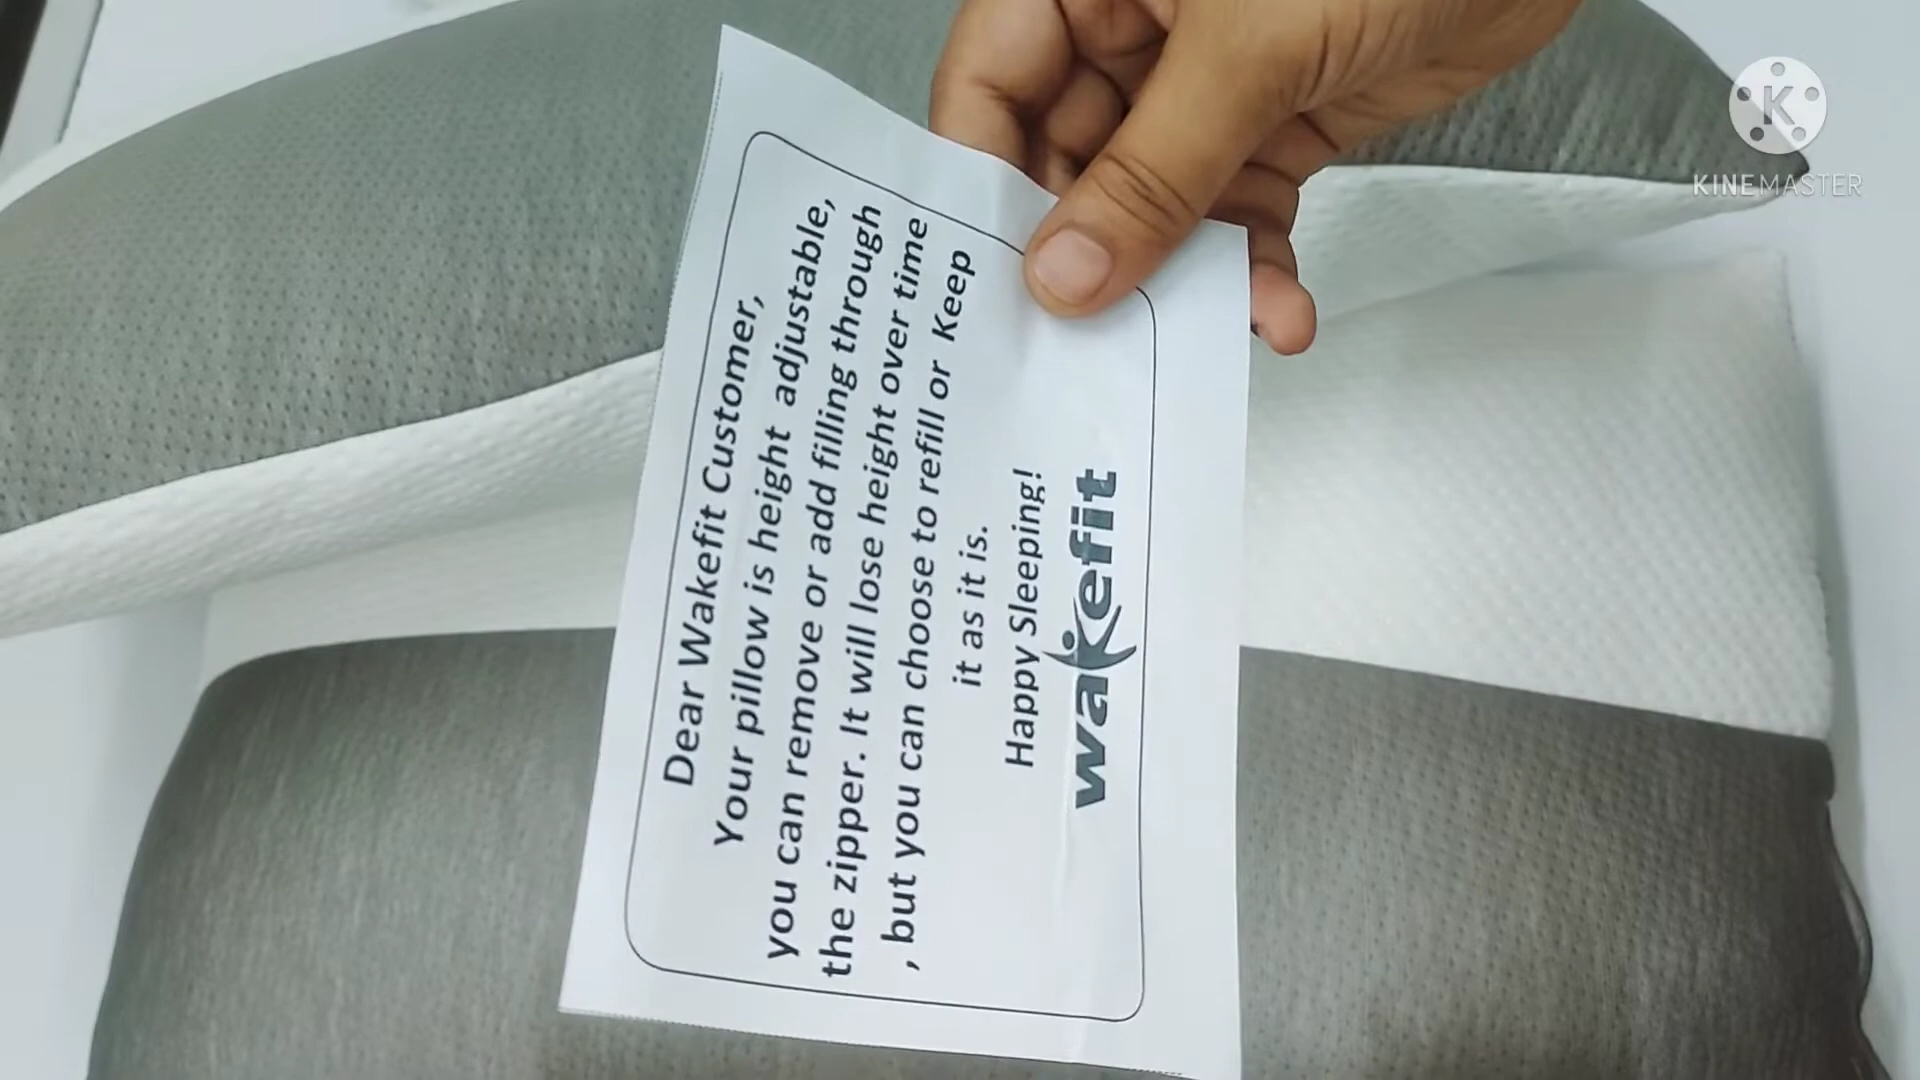 Dear Wakefit Customer,
Your pillow is height adjustable,
you can remove or add filling through
the zipper. It will lose height over time
, but you can choose to refill or Keep
it as it is.
Happy Sleeping!
wakefit
K
KINEMASTER